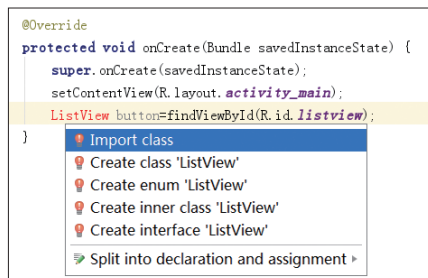 @Override
protected void onCreate(Bundle savedInstanceState) {
super.onCreate(savedInstanceState);
setContentView(R.layout.activity_main);
ListView button=findViewById(R.id.listview);
}
Import class
Create class 'ListView'
Create enum 'ListView'
Create inner class 'ListView'
Create interface 'ListView'
Split into declaration and assignment